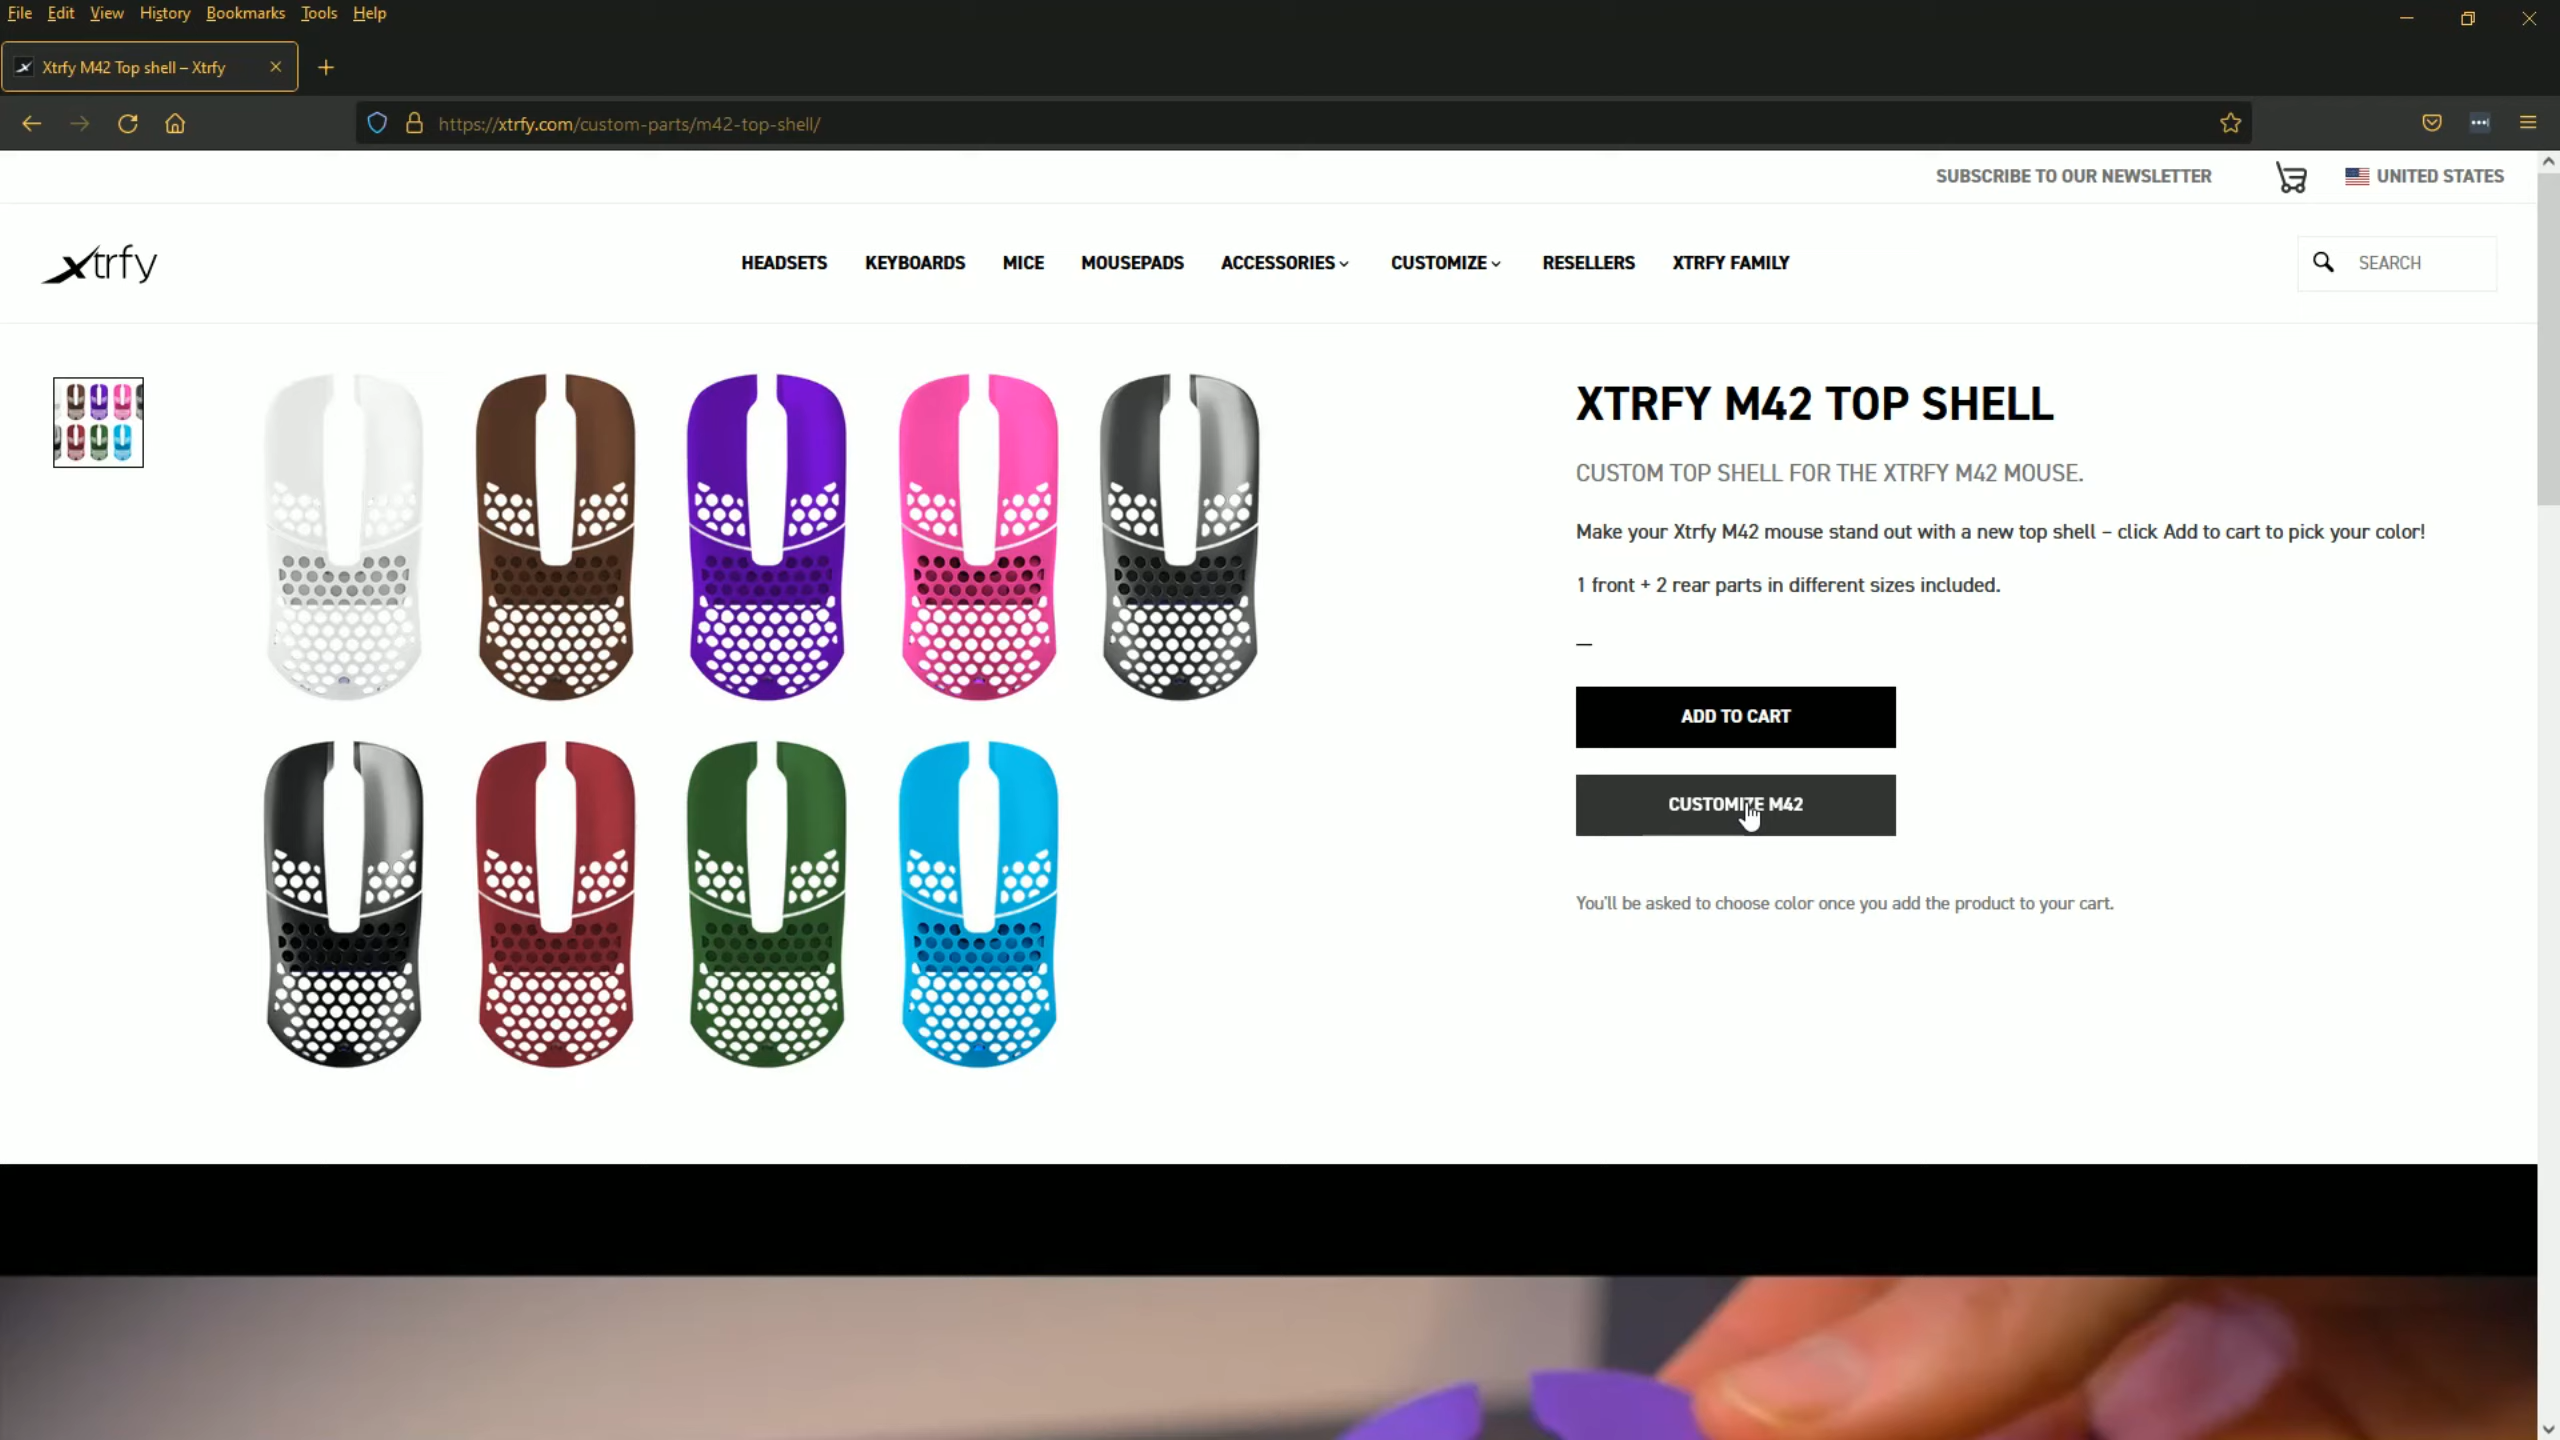 File Edit View History Bookmarks Tools Help
Xtrfy M42 Top shell – Xtrfy
https://xtrfy.com/custom-parts/m42-top-shell/
SUBSCRIBE TO OUR NEWSLETTER
UNITED STATES
xtrfy
HEADSETS KEYBOARDS MICE MOUSEPADS ACCESSORIES CUSTOMIZE RESELLERS XTRFY FAMILY
SEARCH
XTRFY M42 TOP SHELL
CUSTOM TOP SHELL FOR THE XTRFY M42 MOUSE.
Make your Xtrfy M42 mouse stand out with a new top shell – click Add to cart to pick your color!
1 front + 2 rear parts in different sizes included.
—
ADD TO CART
CUSTOMIZE M42
You'll be asked to choose color once you add the product to your cart.